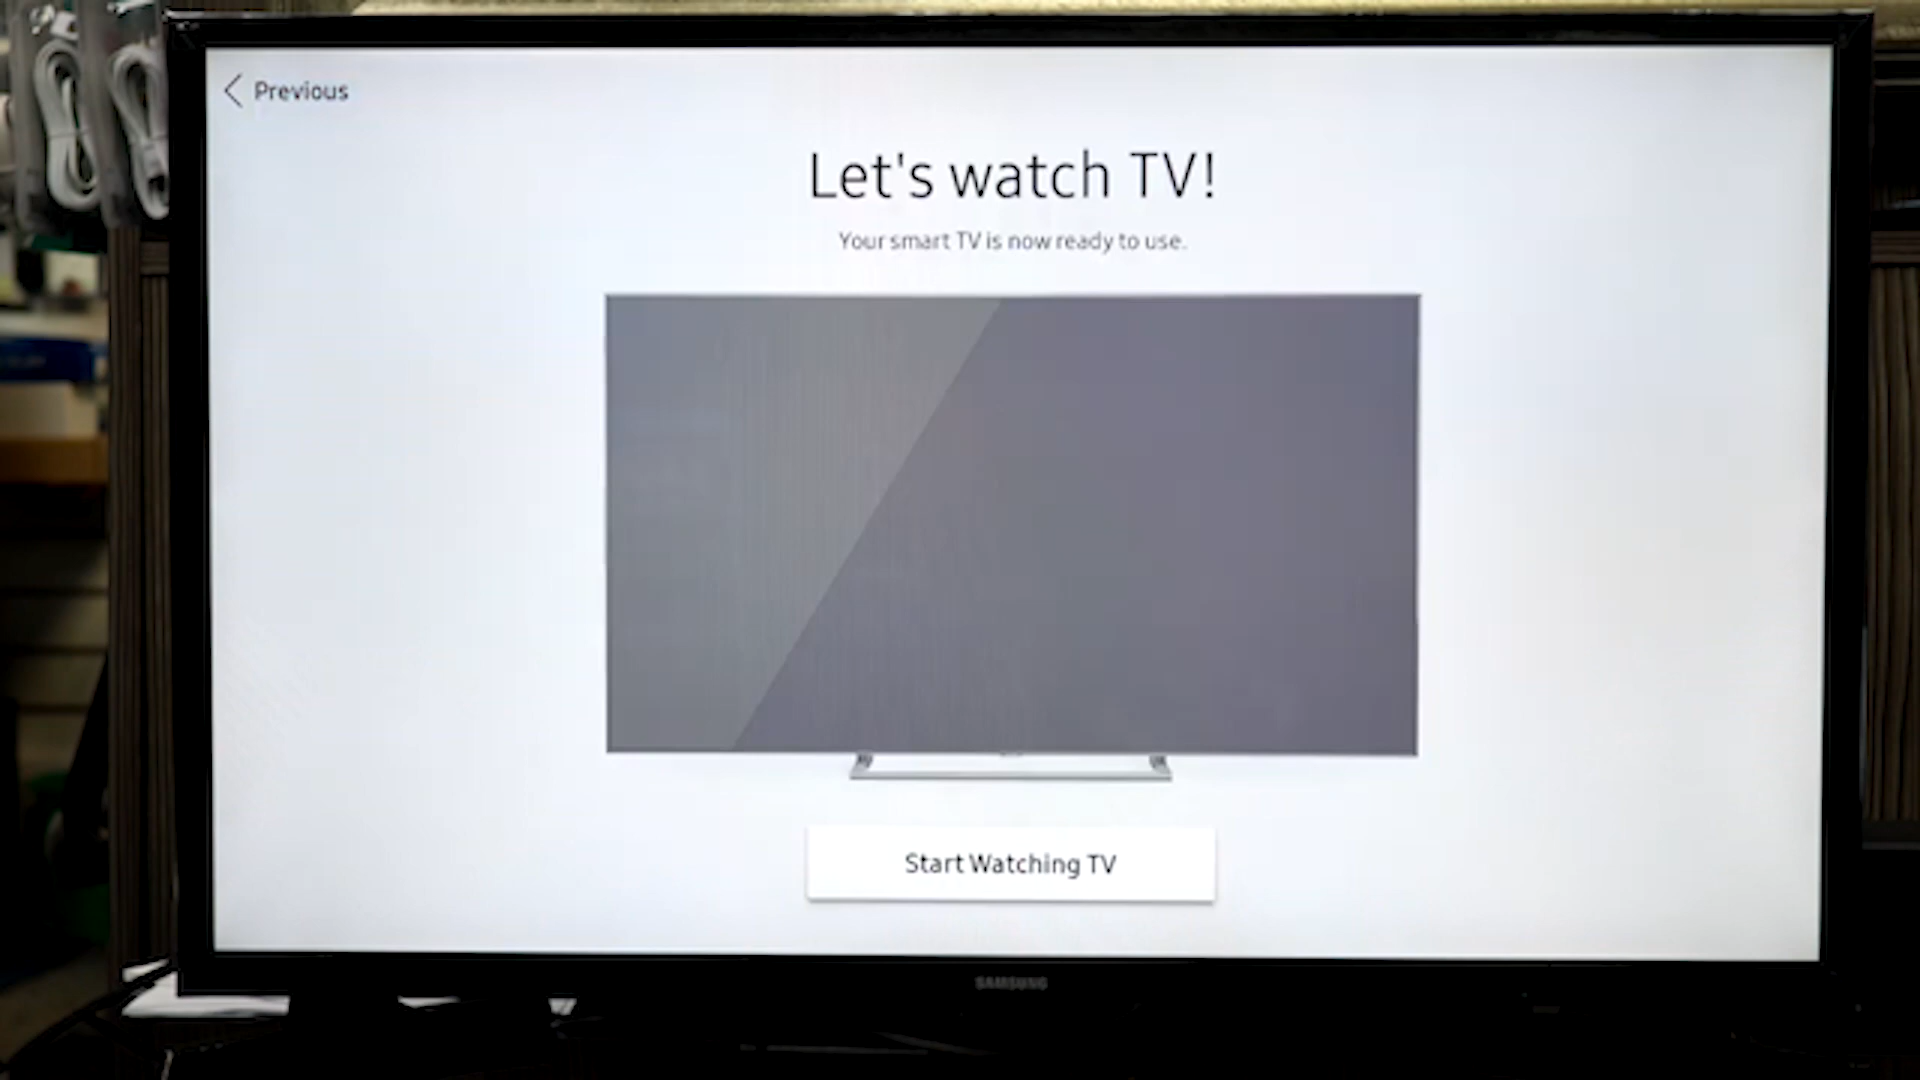 Previous
Let's watch TV!
Your smart TV is now ready to use.
Start Watching TV
SAMSUNG